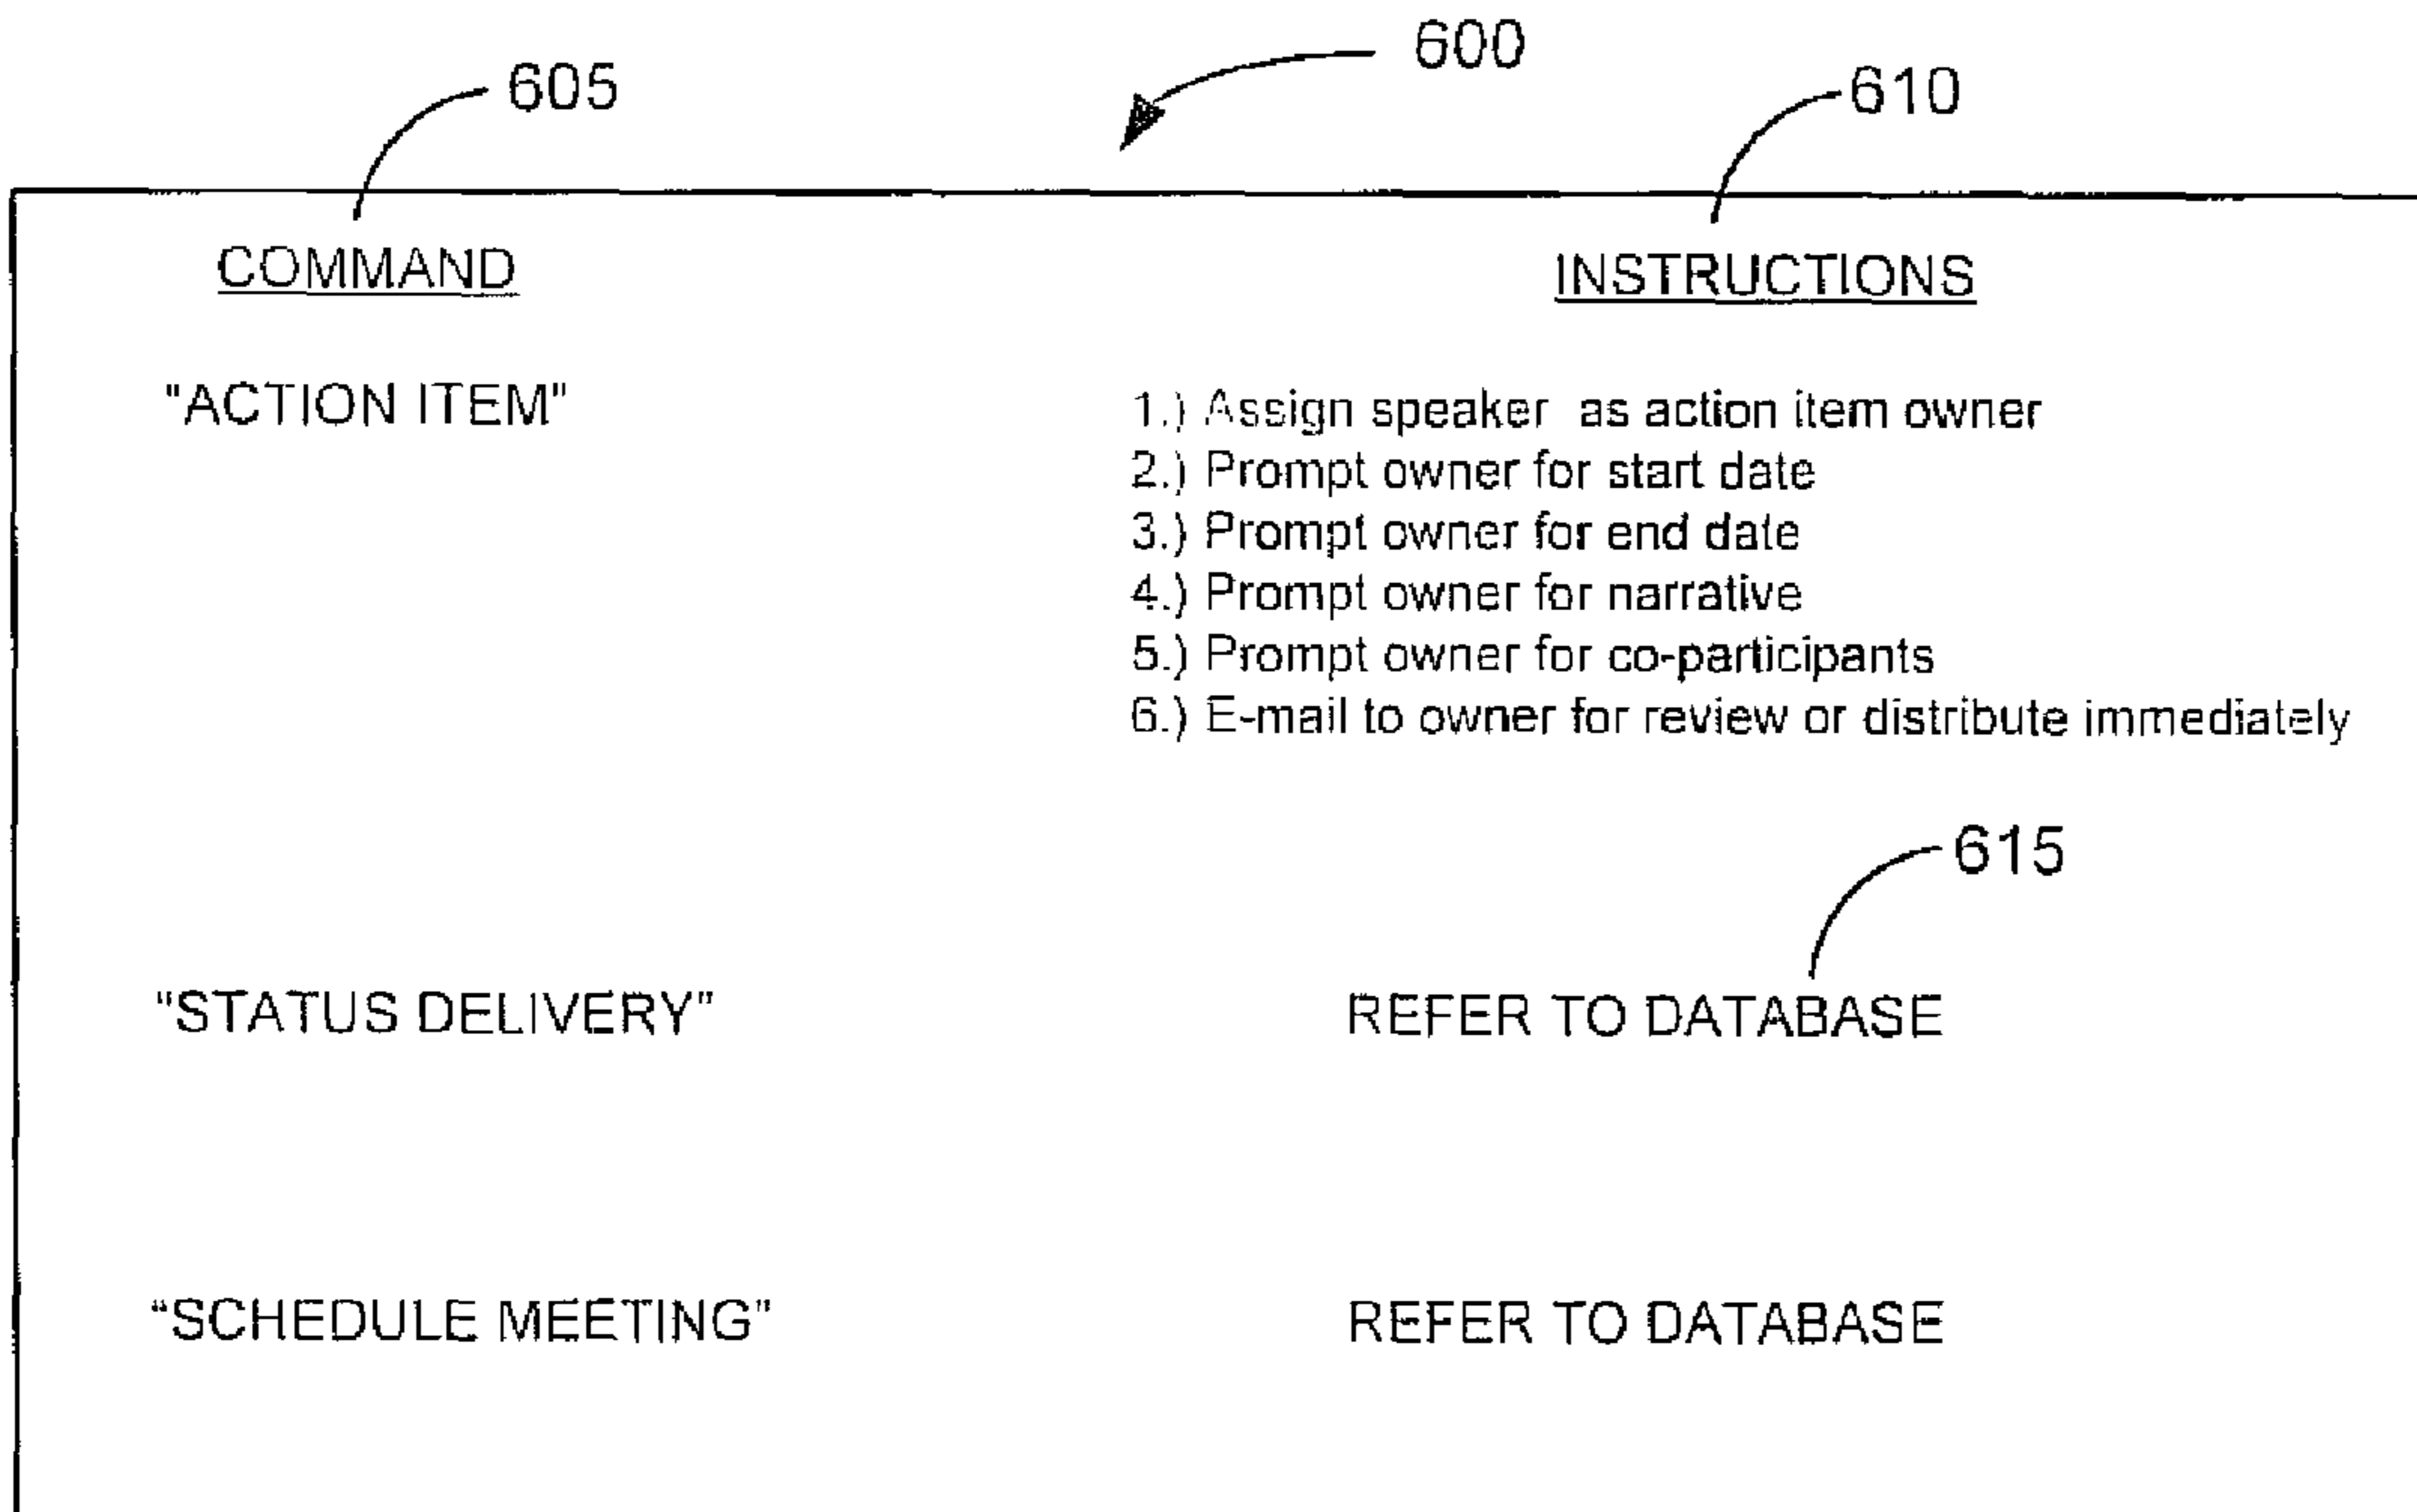 600
605
610
COMMAND
INSTRUCTIONS
"ACTION ITEM"
1.) Assign speaker as action item owner
2.) Prompt owner for start date
3.) Prompt owner for end date
4.) Prompt owner for narrative
5.) Prompt owner for co-participants
6.) E-mail to owner for review or distribute immediately
615
"STATUS DELIVERY"
REFER TO DATABASE
"SCHEDULE MEETING"
REFER TO DATABASE